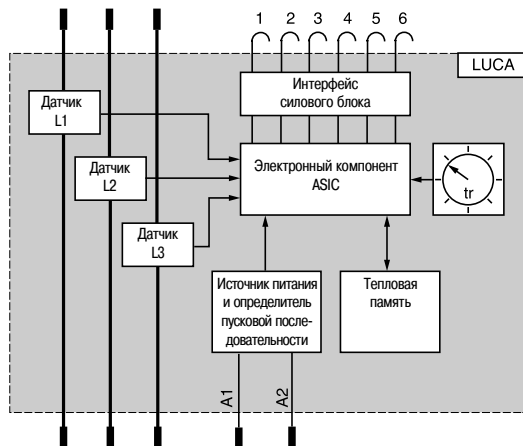 1 2 3 4 5 6
LUCA
Интерфейс
силового блока
Датчик
L1
Датчик
L2
Датчик
L3
Электронный компонент
ASIC
tr
Источник питания
и определитель
пусковой после-
довательности
Тепловая
память
A1
A2